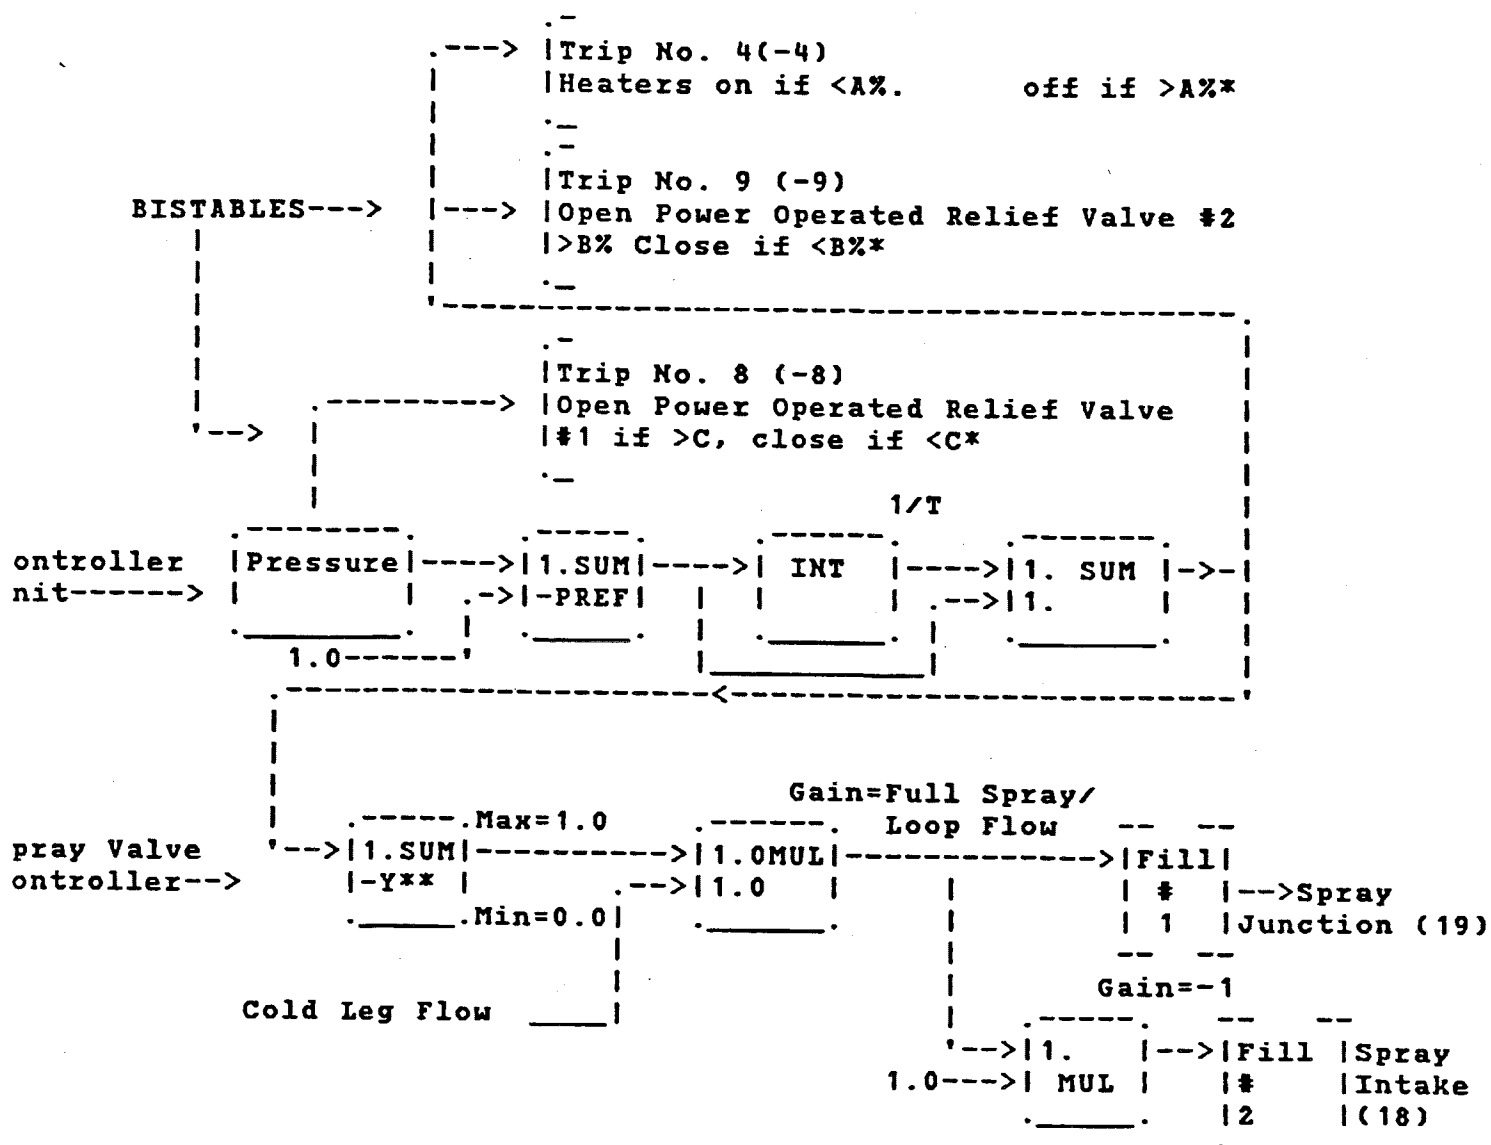 Trip No. 4(-4)
Heaters on if <A%. off if >A%*
Trip No. 9 (-9)
BISTABLES--->
Open Power Operated Relief Valve #2
>B% Close if <B%*
Trip No. 8 (-8)
Open Power Operated Relief Valve
#1 if >C, close if <C*
1/T
ontroller |Pressure|---->|1.SUM|---->| INT |---->|1. SUM |->-|
nit------> | | .->|-PREF| | | | .-->|1. | |
1.0------'
Gain=Full Spray/
.-----.Max=1.0 .------. Loop Flow
pray Valve '-->|1.SUM|---------->|1.0MUL|------------->|Fill|
ontroller--> |-Y** | .-->|1.0 | | # |-->Spray
Min=0.0| | 1 |Junction (19)
Gain=-1
Cold Leg Flow
'-->|1. |-->|Fill |Spray
1.0--->| MUL | |# |Intake
|2 |(18)